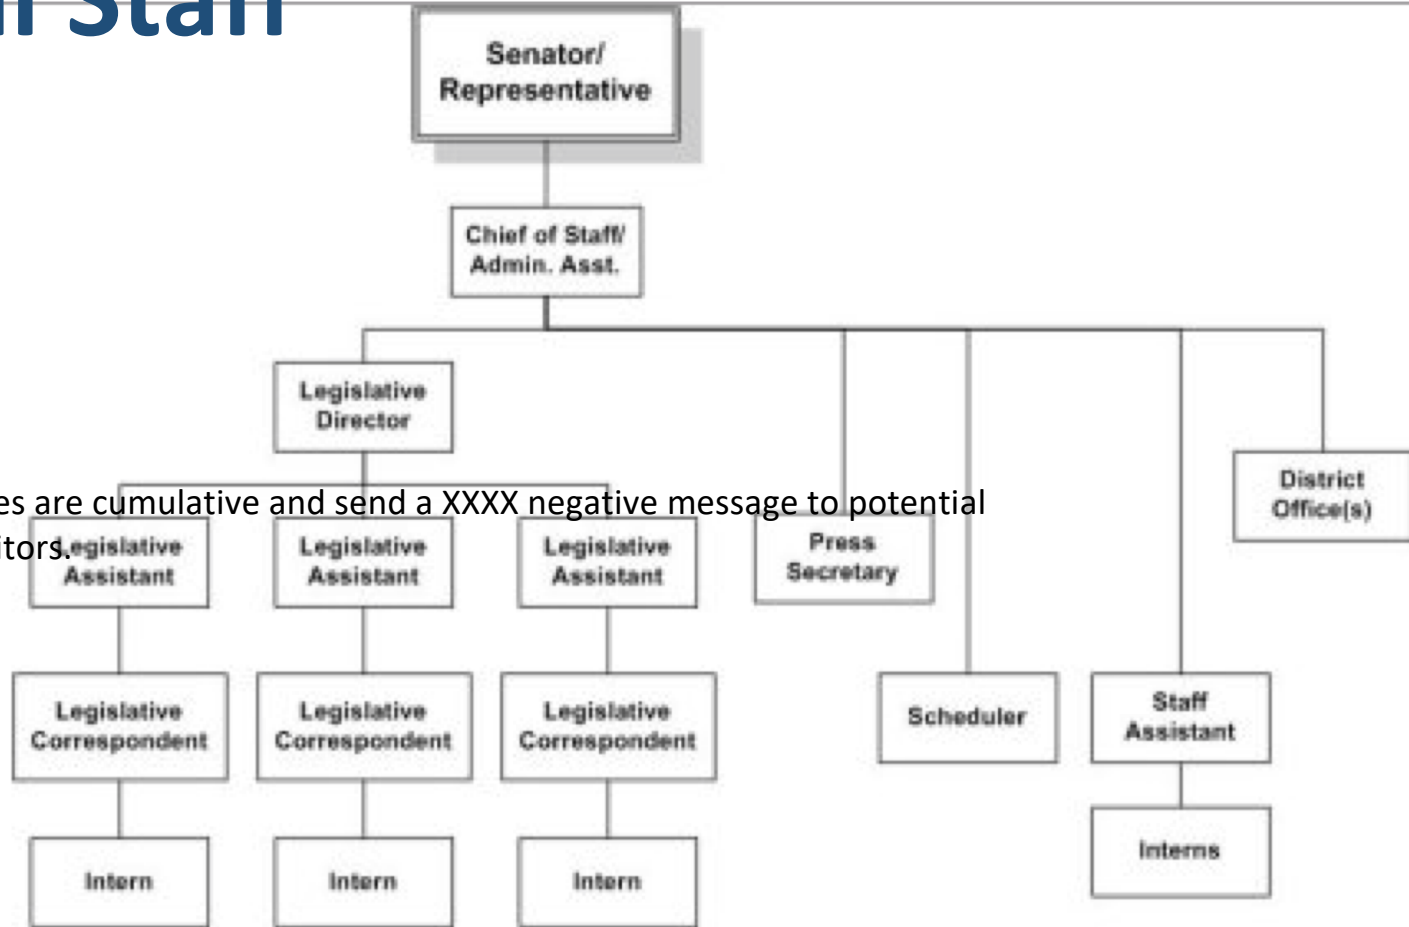 Staff
Senator/
Representative
Chief of Staff/
Admin. Asst.
Legislative
Director
es are cumulative and send a XXXX negative message to potential
itors.
District
Office(s)
Legislative
Assistant
Legislative
Assistant
Legislative
Assistant
Press
Secretary
Legislative
Correspondent
Legislative
Correspondent
Legislative
Correspondent
Scheduler
Staff
Assistant
Intern
Intern
Intern
Interns